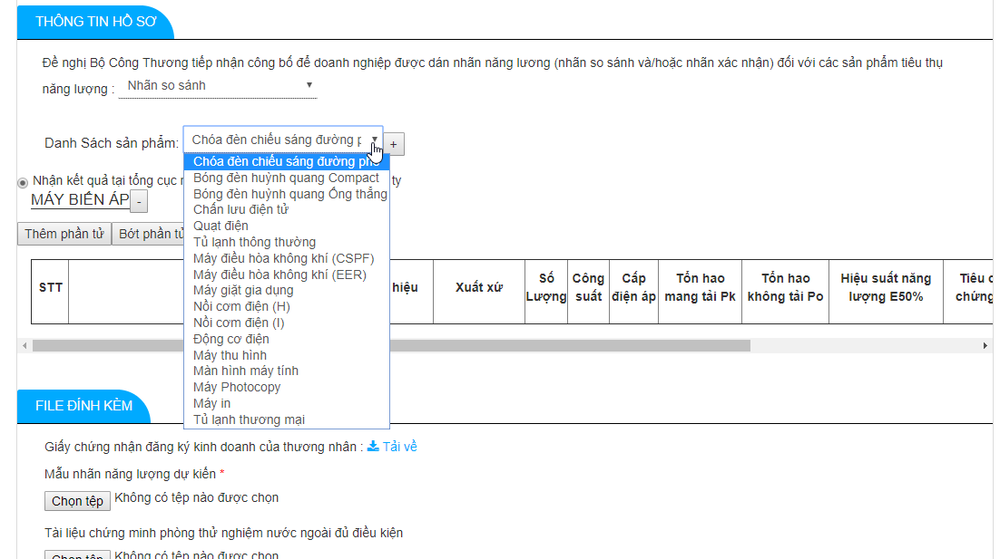 THÔNG TIN HỒ SƠ
Đề nghị Bộ Công Thương tiếp nhận công bố để doanh nghiệp được dán nhãn năng lương (nhãn so sánh và/hoặc nhãn xác nhận) đối với các sản phẩm tiêu thụ
năng lượng : Nhãn so sánh
Danh Sách sản phẩm: Chóa đèn chiếu sáng đường +
Chóa đèn chiếu sáng đường phố
Nhận kết quả tại tổng cục ty
Bóng đèn huỳnh quang Compact
MÁY BIẾN ÁP -
Bóng đèn huỳnh quang Ống thẳng
Chấn lưu điện tử
Quạt điện
Thêm phần tử Bớt phần tử
Tủ lạnh thông thường
Máy điều hòa không khí (CSPF)
Máy điều hòa không khí (EER)
Máy giặt gia dụng
Nồi cơm điện (H)
Nồi cơm điện (I)
Động cơ điện
Máy thu hình
Màn hình máy tính
Máy Photocopy
Máy in
Tủ lạnh thương mại
STT hiệu Xuất xứ Số Lượng Công suất Cấp điện áp Tổn hao mang tải Pk Tổn hao không tải Po Hiệu suất năng lượng E50% Tiêu chứng
FILE ĐÍNH KÈM
Giấy chứng nhận đăng ký kinh doanh của thương nhân : Tải về
Mẫu nhãn năng lượng dự kiến *
Chọn tệp Không có tệp nào được chọn
Tài liệu chứng minh phòng thử nghiệm nước ngoài đủ điều kiện
Chọn tệp Không có tệp nào được chọn